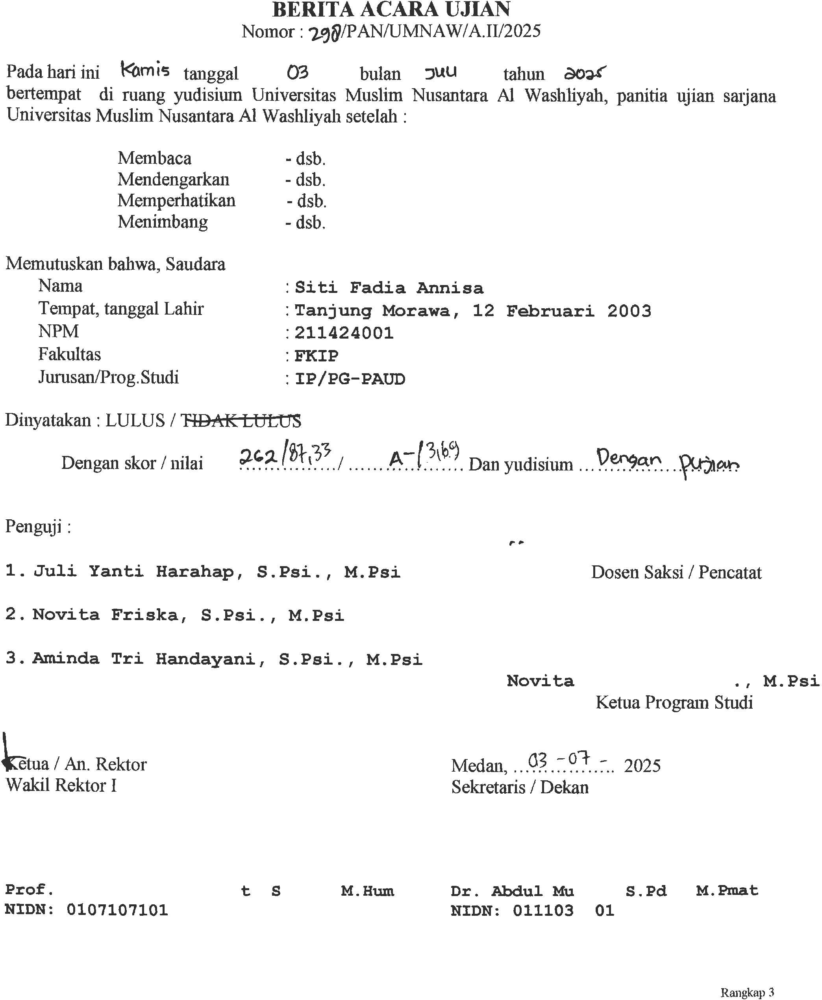 BERITA ACARA UJIAN
Nomor : 298/PAN/UMNAW/A.II/2025
Pada hari ini Kamis tanggal 03 bulan Juli tahun 2025
bertempat di ruang yudisium Universitas Muslim Nusantara Al Washliyah, panitia ujian sarjana
Universitas Muslim Nusantara Al Washliyah setelah :
Membaca - dsb.
Mendengarkan - dsb.
Memperhatikan - dsb.
Menimbang - dsb.
Memutuskan bahwa, Saudara
Nama : Siti Fadia Annisa
Tempat, tanggal Lahir : Tanjung Morawa, 12 Februari 2003
NPM : 211424001
Fakultas : FKIP
Jurusan/Prog.Studi : IP/PG-PAUD
Dinyatakan : LULUS / TIDAK LULUS
Dengan skor / nilai 262/87,33 / A-/3,69 Dan yudisium Dengan pujian
Penguji :
1. Juli Yanti Harahap, S.Psi., M.Psi Dosen Saksi / Pencatat
2. Novita Friska, S.Psi., M.Psi
3. Aminda Tri Handayani, S.Psi., M.Psi
Novita ., M.Psi
Ketua Program Studi
Ketua / An. Rektor Medan, 03-07- 2025
Wakil Rektor I Sekretaris / Dekan
Prof. t S M.Hum Dr. Abdul Mu S.Pd M.Pmat
NIDN: 0107107101 NIDN: 011103 01
Rangkap 3